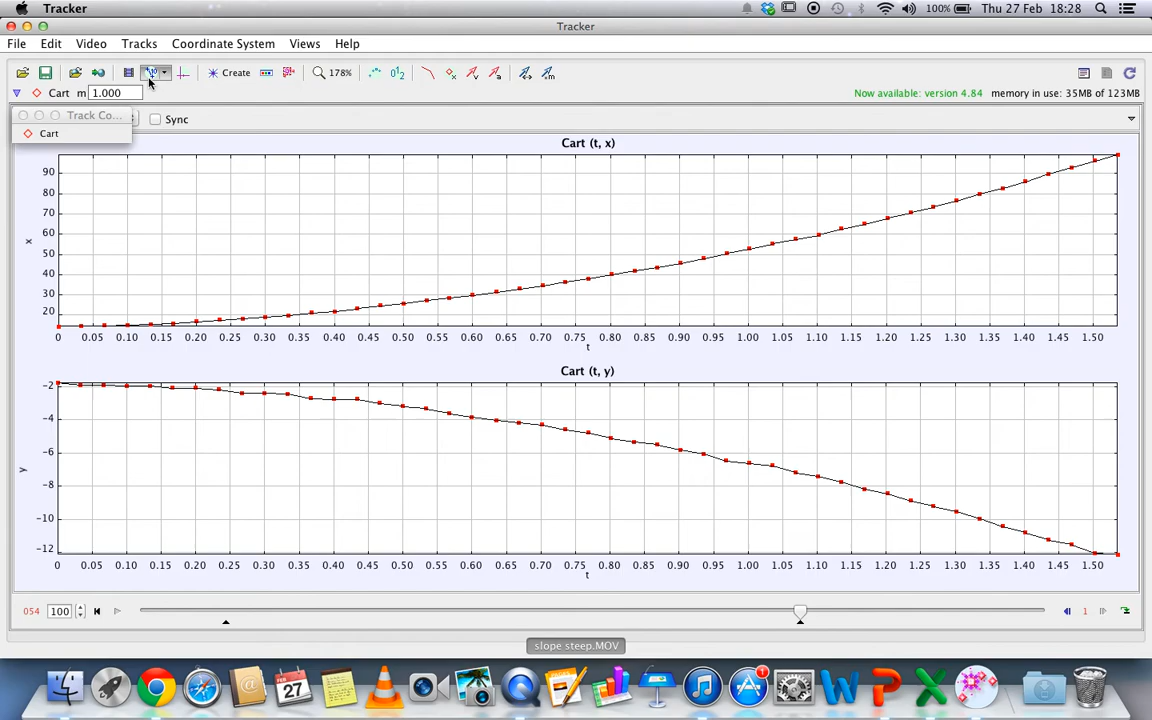 Tracker
100%
Thu 27 Feb 18:28
Tracker
File Edit Video Tracks Coordinate System Views Help
Create
178%
Cart m 1.000
Now available: version 4.84 memory in use: 35MB of 123MB
Track Co...
Sync
Cart
Cart (t, x)
90
80
70
60
x
50
40
30
20
0 0.05 0.10 0.15 0.20 0.25 0.30 0.35 0.40 0.45 0.50 0.55 0.60 0.65 0.70 0.75 0.80 0.85 0.90 0.95 1.00 1.05 1.10 1.15 1.20 1.25 1.30 1.35 1.40 1.45 1.50
t
Cart (t, y)
-2
-4
-6
y
-8
-10
-12
0 0.05 0.10 0.15 0.20 0.25 0.30 0.35 0.40 0.45 0.50 0.55 0.60 0.65 0.70 0.75 0.80 0.85 0.90 0.95 1.00 1.05 1.10 1.15 1.20 1.25 1.30 1.35 1.40 1.45 1.50
t
054 100 1
slope steep.MOV
FEB
27
1